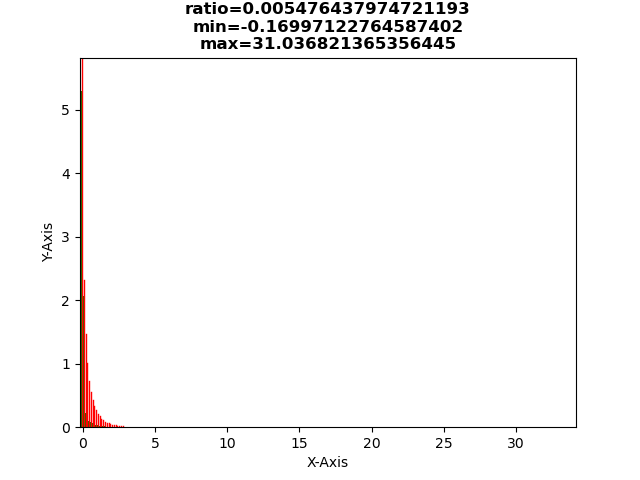 ratio=0.005476437974721193
min=-0.16997122764587402
max=31.036821365356445
5
4
3
2
1
0
Y-Axis
0 5 10 15 20 25 30
X-Axis